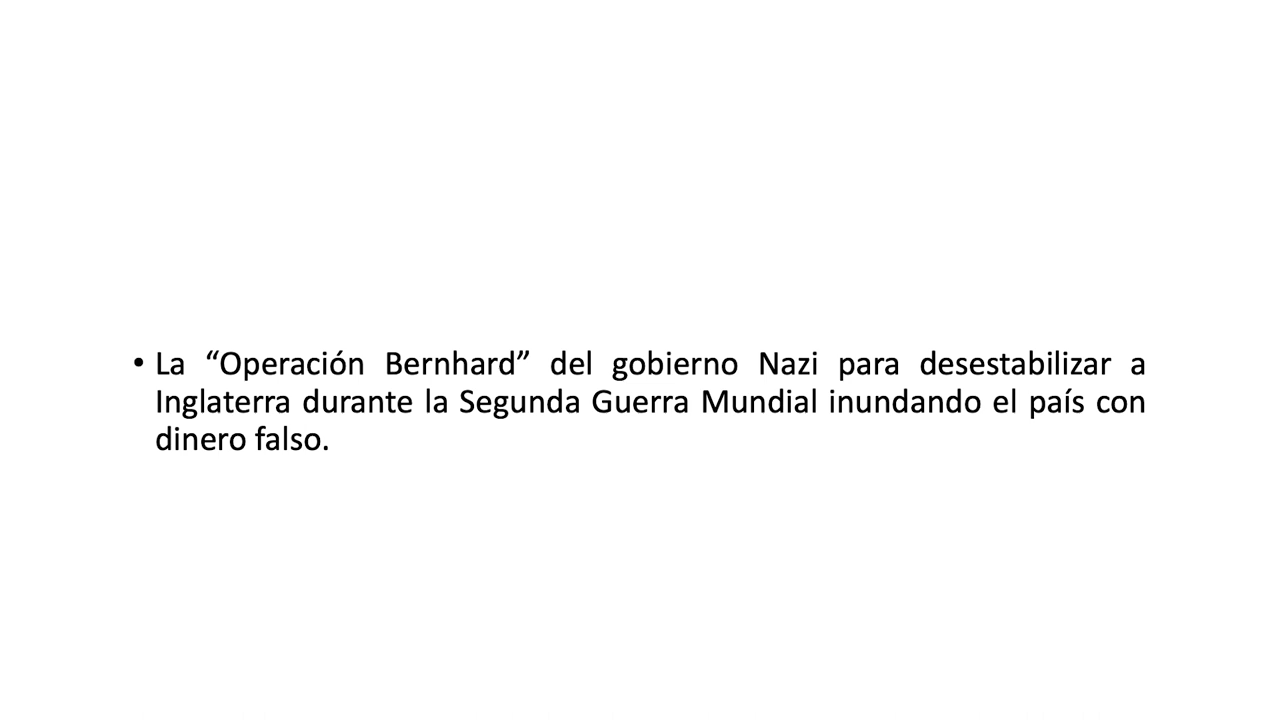 • La “Operación Bernhard” del gobierno Nazi para desestabilizar a
Inglaterra durante la Segunda Guerra Mundial inundando el país con
dinero falso.